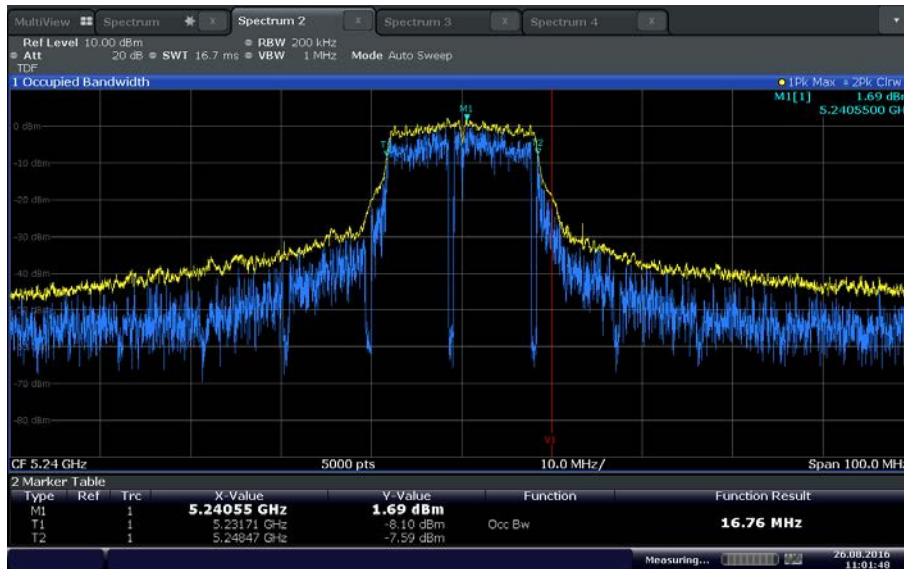 MultiView Spectrum X Spectrum 2 X Spectrum 3 X Spectrum 4 X
Ref Level 10.00 dBm RBW 200 kHz
Att 20 dB SWT 16.7 ms VBW 1 MHz Mode Auto Sweep
TDF
1 Occupied Bandwidth 1Pk Max 2Pk Clrw
M1[1] 1.69 dBm
5.2405500 GH
M1
0 dBm
T1 T2
-10 dBm
-20 dBm
-30 dBm
-40 dBm
-70 dBm
-80 dBm
V1
CF 5.24 GHz 5000 pts 10.0 MHz/ Span 100.0 MH
2 Marker Table
Type Ref Trc X-Value Y-Value Function Function Result
M1 1 5.24055 GHz 1.69 dBm
T1 1 5.23171 GHz -8.10 dBm Occ Bw 16.76 MHz
T2 1 5.24847 GHz -7.59 dBm
Measuring... 26.08.2016
11:01:48